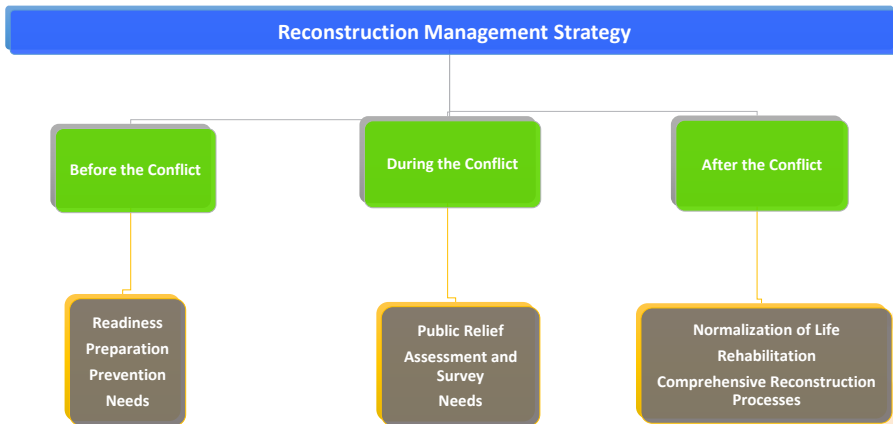 Reconstruction Management Strategy
Before the Conflict
During the Conflict
After the Conflict
Readiness
Preparation
Prevention
Needs
Public Relief
Assessment and
Survey
Needs
Normalization of Life
Rehabilitation
Comprehensive Reconstruction
Processes